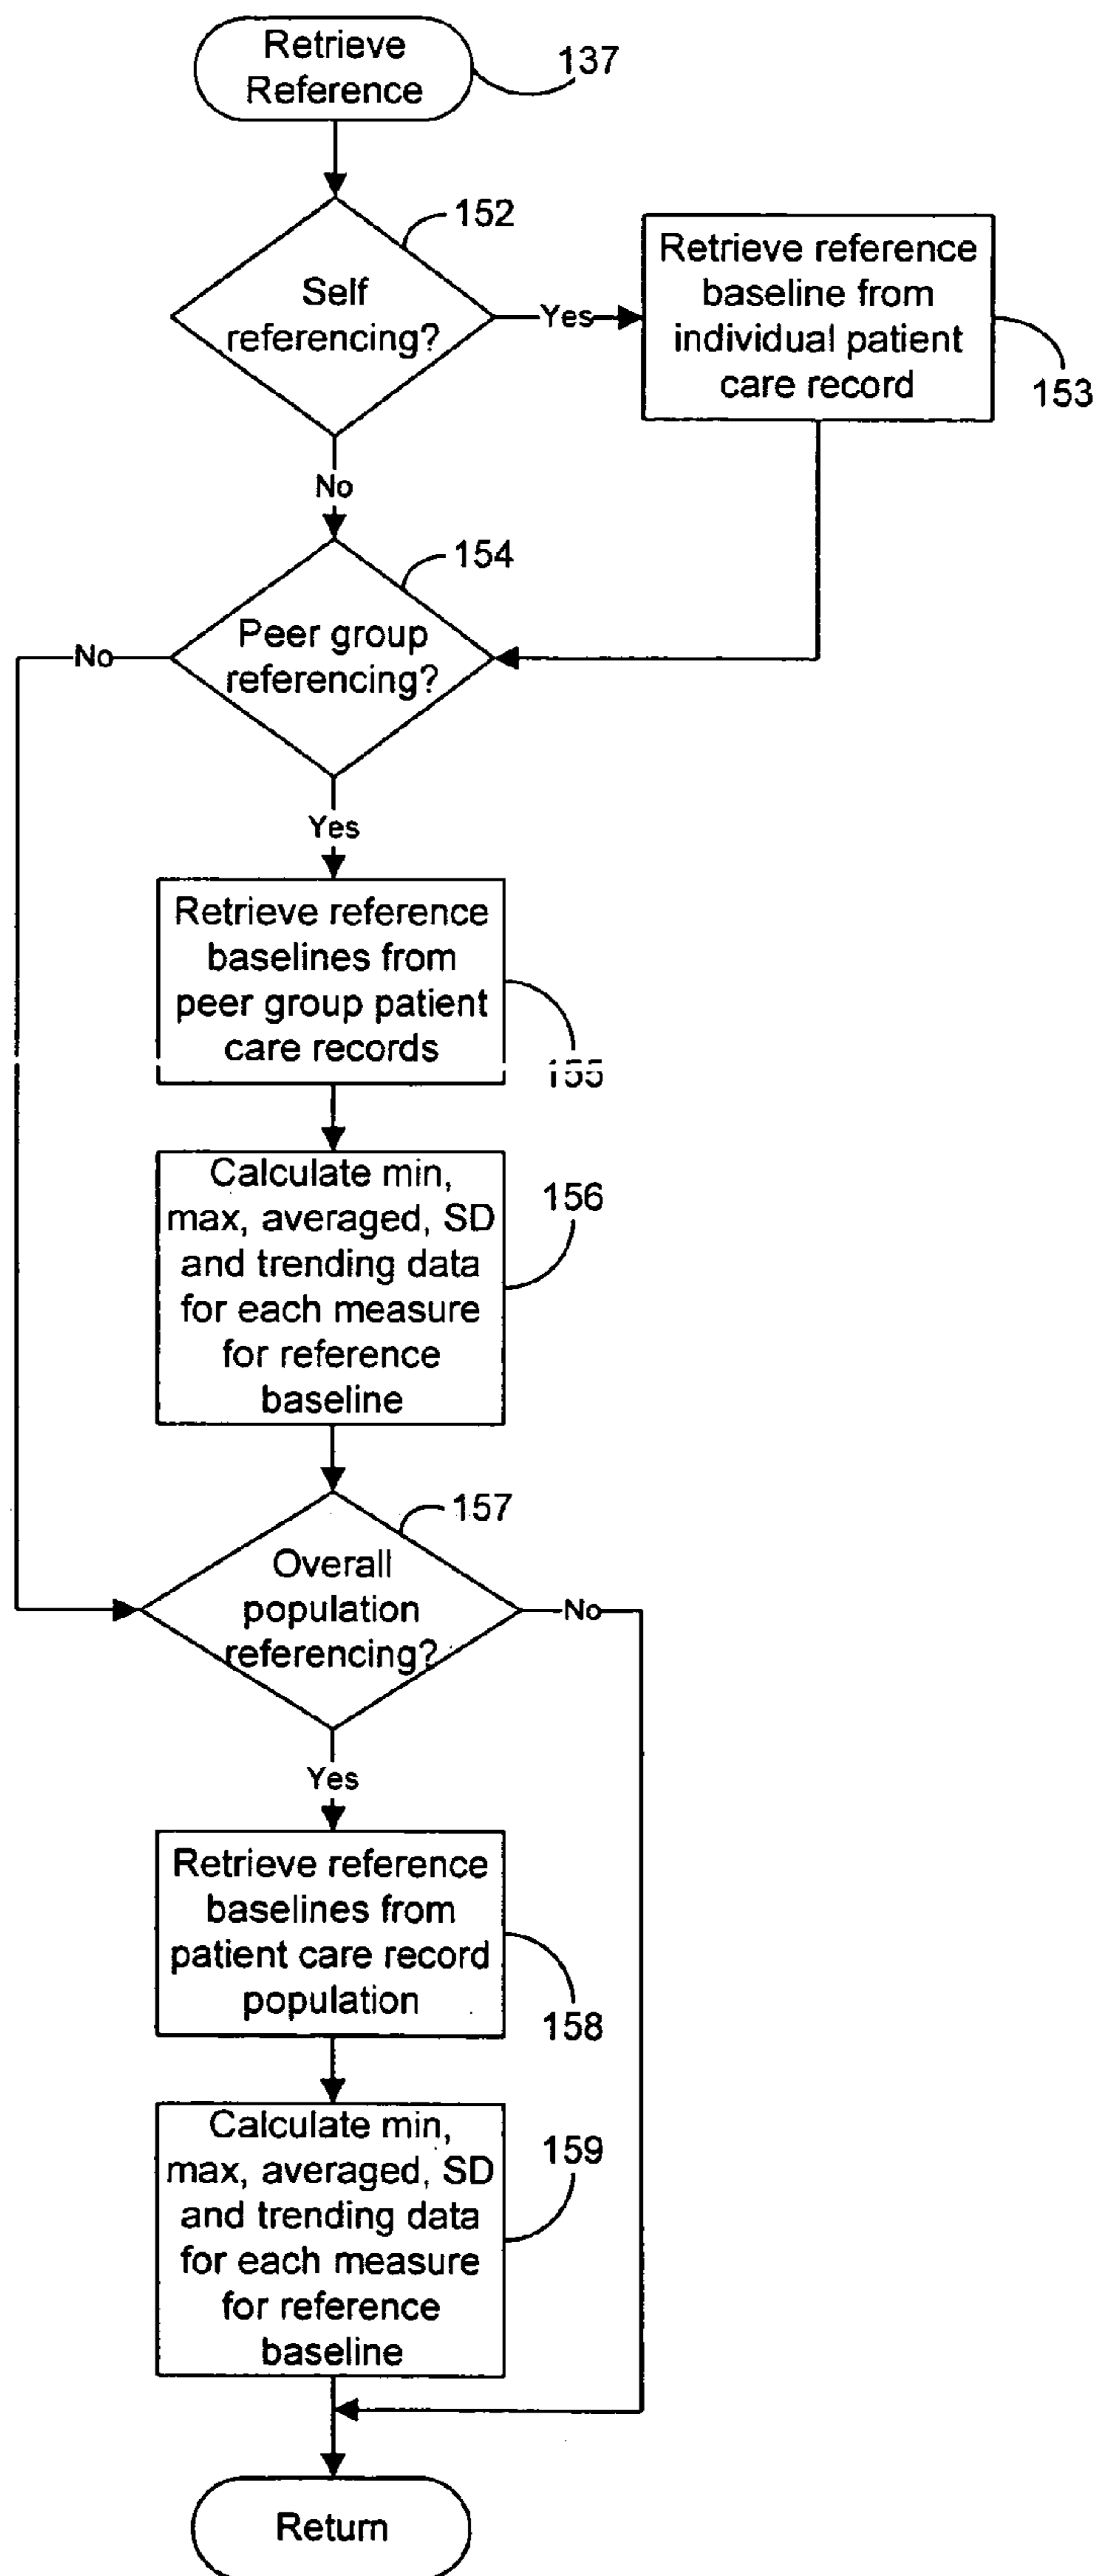 Retrieve
Reference
137
152
Self
referencing?
Yes
Retrieve reference
baseline from
individual patient
care record
153
No
154
Peer group
referencing?
No
Yes
Retrieve reference
baselines from
peer group patient
care records
155
Calculate min,
max, averaged, SD
and trending data
for each measure
for reference
baseline
156
157
Overall
population
referencing?
No
Yes
Retrieve reference
baselines from
patient care record
population
158
Calculate min,
max, averaged, SD
and trending data
for each measure
for reference
baseline
159
Return